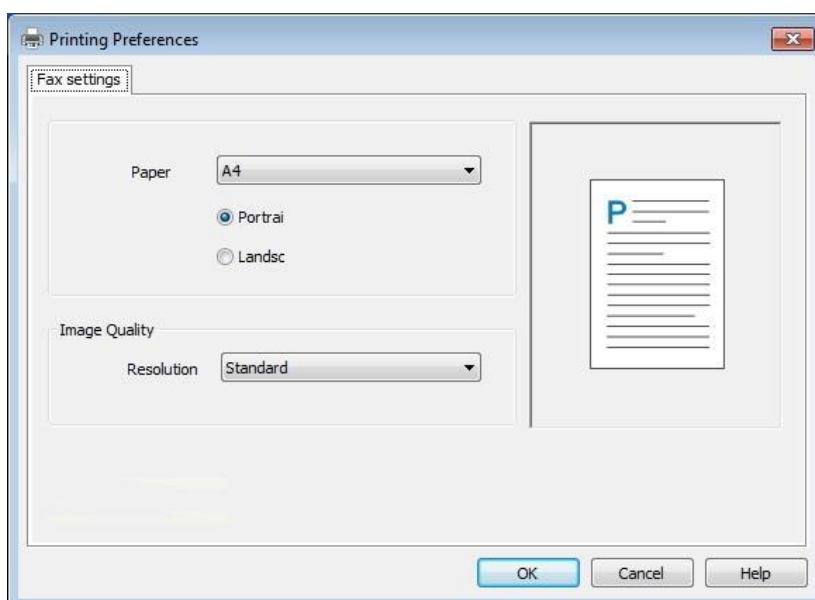 Printing Preferences
Fax settings
Paper A4
Portrai
Landsc
Image Quality
Resolution Standard
P
OK Cancel Help